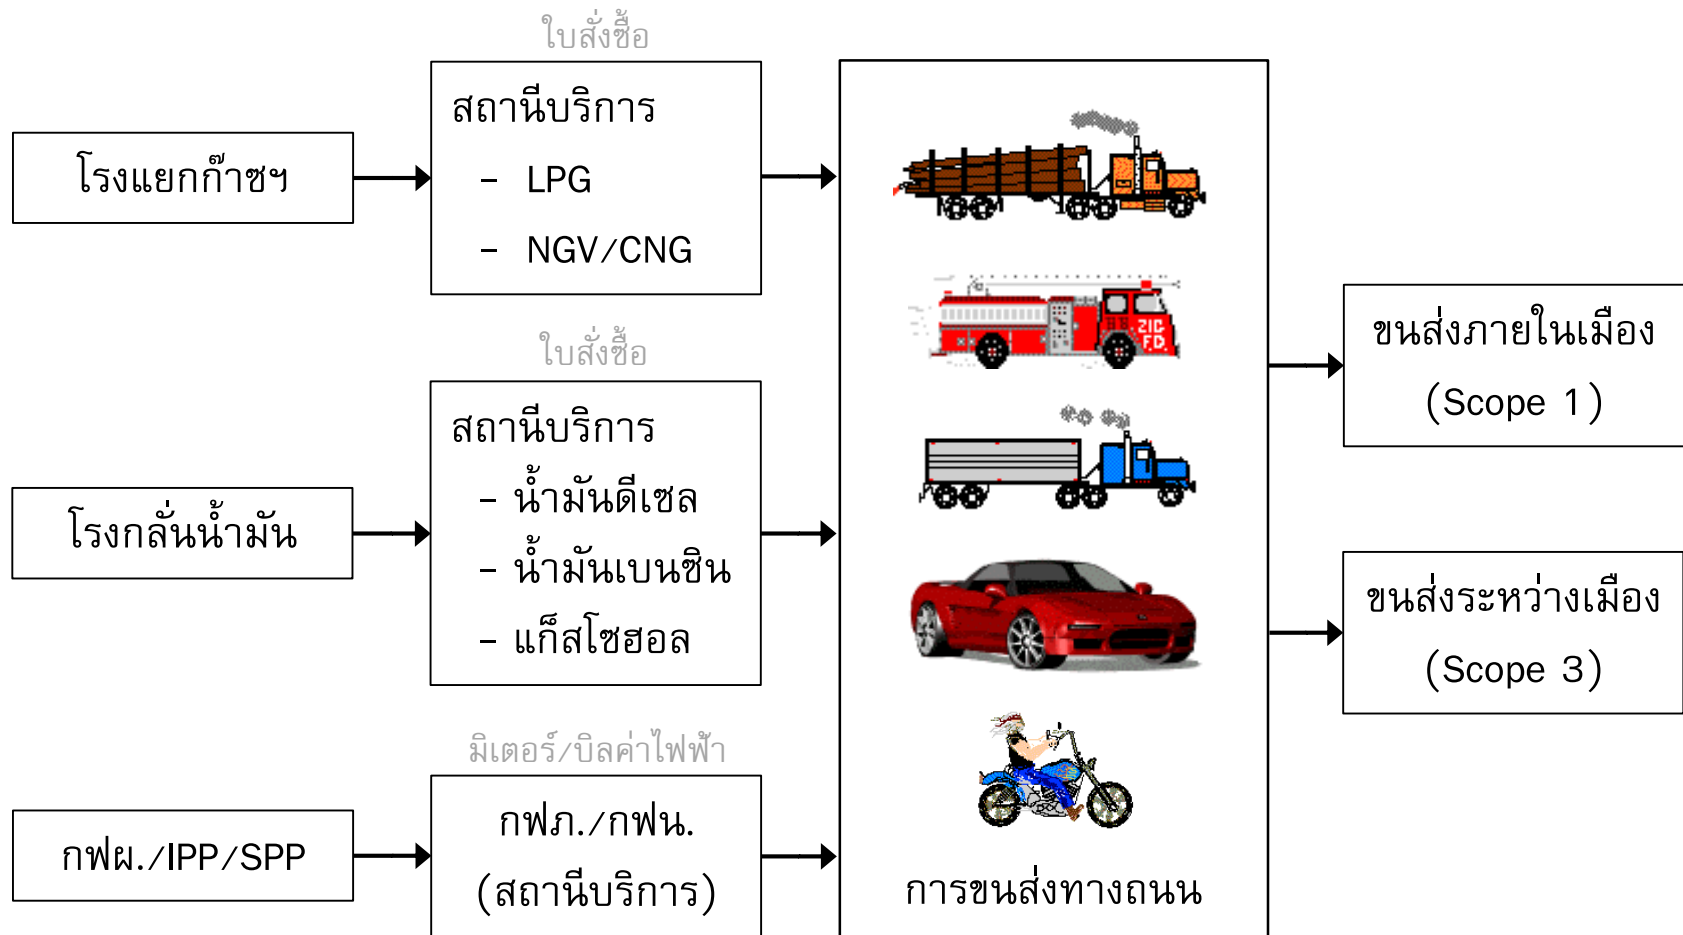 ใบสั่งซื้อ
โรงแยกก๊าซฯ
สถานีบริการ
- LPG
- NGV/CNG
ใบสั่งซื้อ
โรงกลั่นน้ำมัน
สถานีบริการ
- น้ำมันดีเซล
- น้ำมันเบนซิน
- แก็สโซฮอล
มิเตอร์/บิลค่าไฟฟ้า
กฟผ./IPP/SPP
กฟภ./กฟน.
(สถานีบริการ)
ZIG
F.D.
การขนส่งทางถนน
ขนส่งภายในเมือง
(Scope 1)
ขนส่งระหว่างเมือง
(Scope 3)